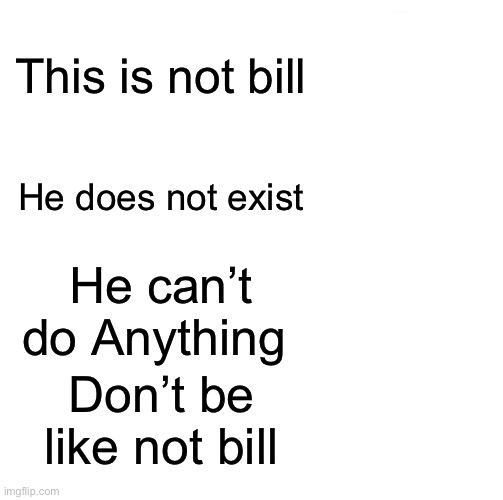 This is not bill
He does not exist
He can’t
do Anything
Don’t be
like not bill
imgflip.com